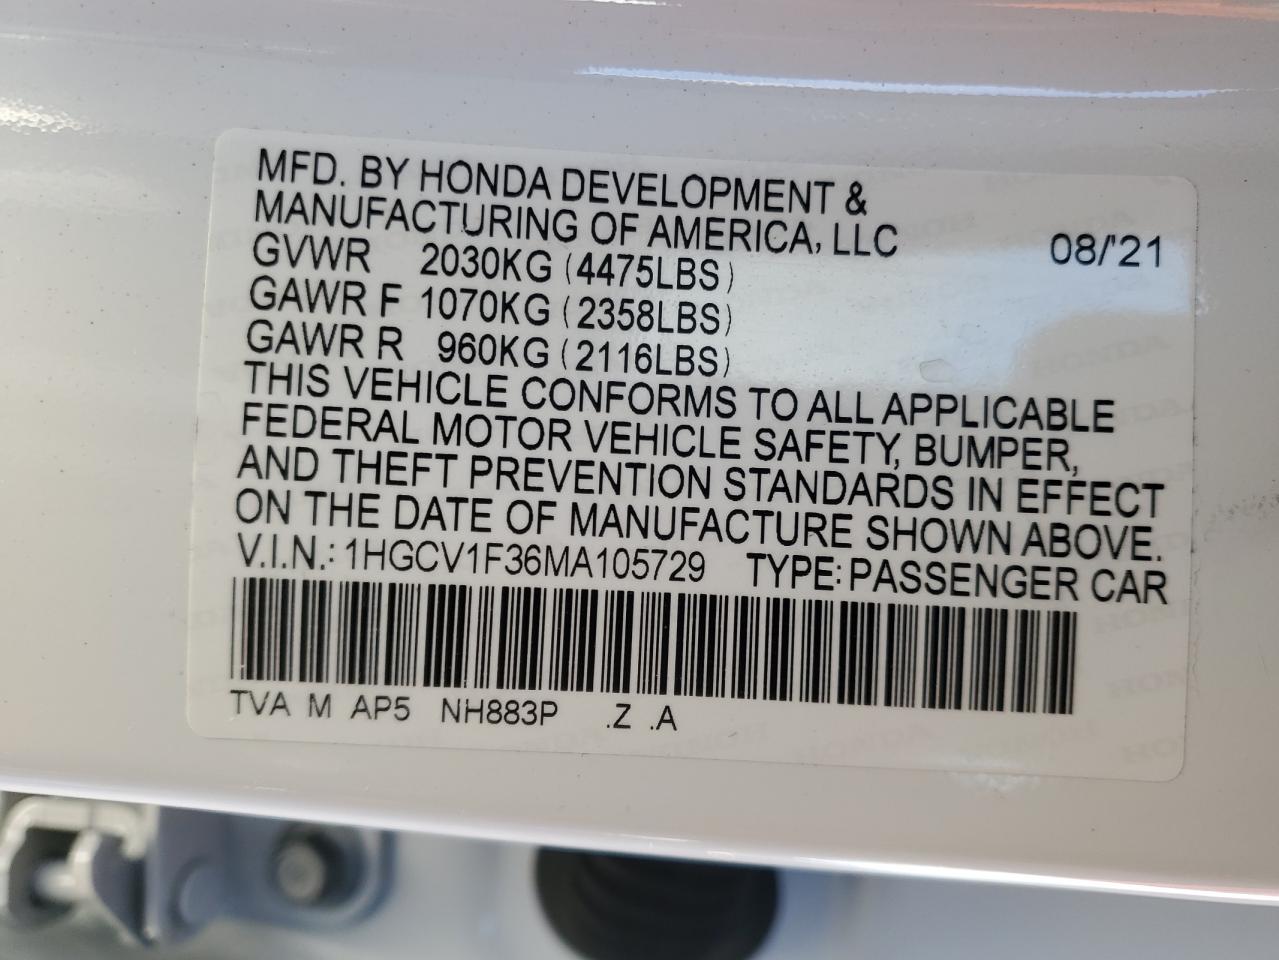 MFD. BY HONDA DEVELOPMENT &
MANUFACTURING OF AMERICA, LLC 08/'21
GVWR 2030KG (4475LBS)
GAWR F 1070KG (2358LBS)
GAWR R 960KG (2116LBS)
THIS VEHICLE CONFORMS TO ALL APPLICABLE
FEDERAL MOTOR VEHICLE SAFETY, BUMPER,
AND THEFT PREVENTION STANDARDS IN EFFECT
ON THE DATE OF MANUFACTURE SHOWN ABOVE.
V.I.N.: 1HGCV1F36MA105729 TYPE: PASSENGER CAR
TVA M AP5 NH883P .Z .A